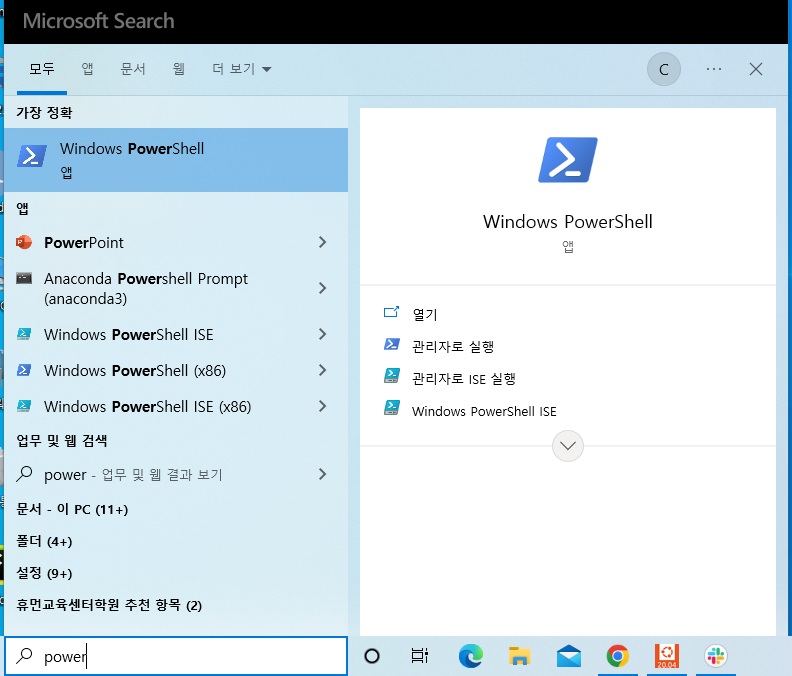 Microsoft Search
모두 앱 문서 웹 더 보기
C
가장 정확
Windows PowerShell
앱
앱
PowerPoint
Anaconda Powershell Prompt
(anaconda3)
Windows PowerShell ISE
Windows PowerShell (x86)
Windows PowerShell ISE (x86)
업무 및 웹 검색
power - 업무 및 웹 결과 보기
문서 - 이 PC (11+)
폴더 (4+)
설정 (9+)
휴먼교육센터학원 추천 항목 (2)
Windows PowerShell
앱
열기
관리자로 실행
관리자로 ISE 실행
Windows PowerShell ISE
power
20.04